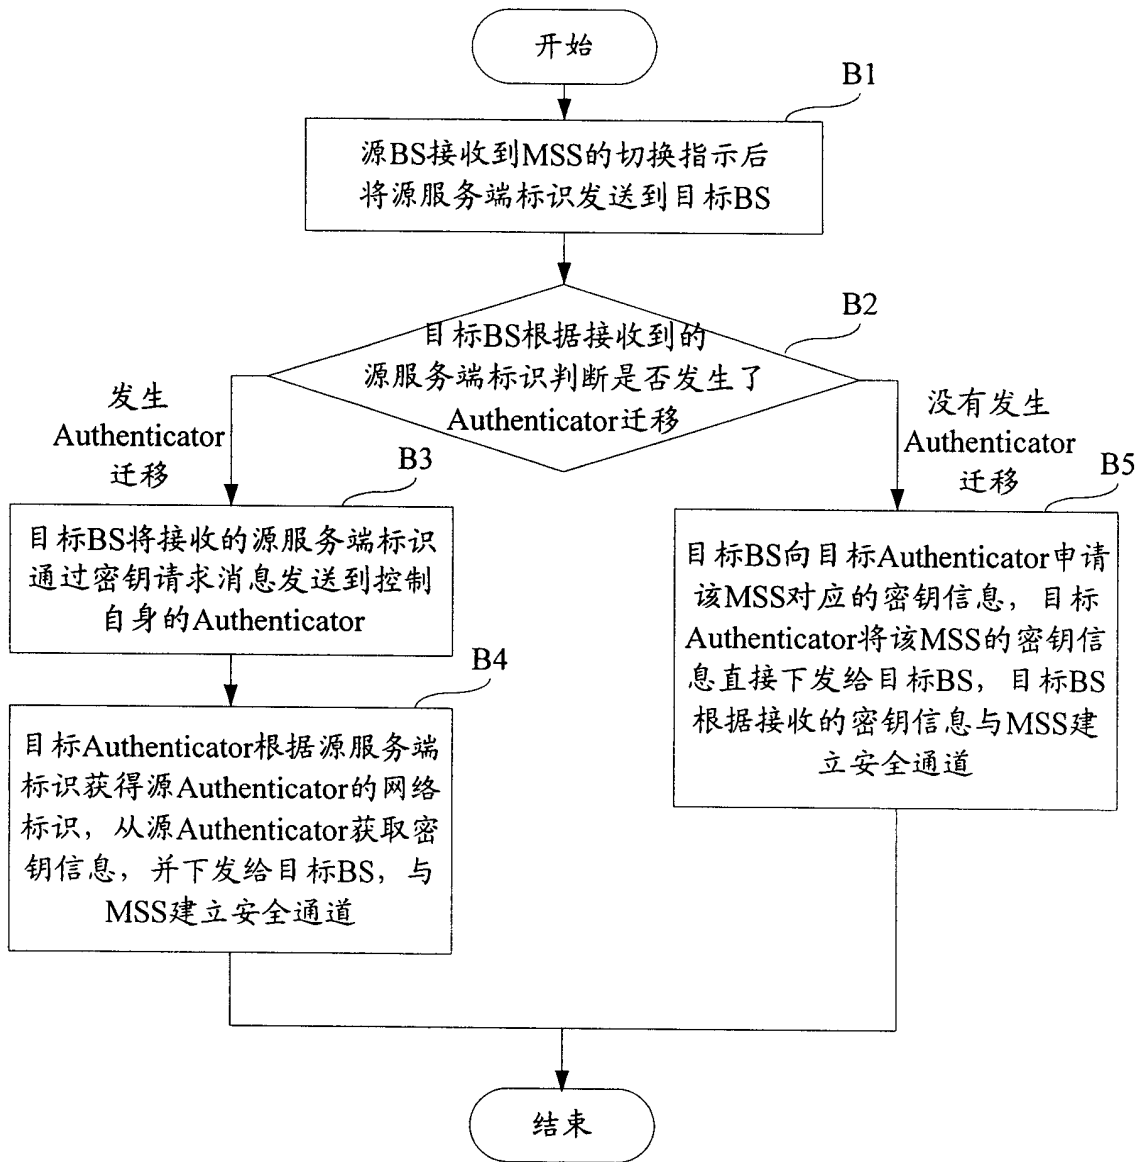 开始
B1
源BS接收到MSS的切换指示后
将源服务端标识发送到目标BS
B2
目标BS根据接收到的
源服务端标识判断是否发生了
Authenticator迁移
发生
Authenticator
迁移
没有发生
Authenticator
迁移
B3
目标BS将接收的源服务端标识
通过密钥请求消息发送到控制
自身的Authenticator
B4
目标Authenticator根据源服务端
标识获得源Authenticator的网络
标识，从源Authenticator获取密
钥信息，并下发给目标BS，与
MSS建立安全通道
B5
目标BS向目标Authenticator申请
该MSS对应的密钥信息，目标
Authenticator将该MSS的密钥信
息直接下发给目标BS，目标BS
根据接收的密钥信息与MSS建
立安全通道
结束